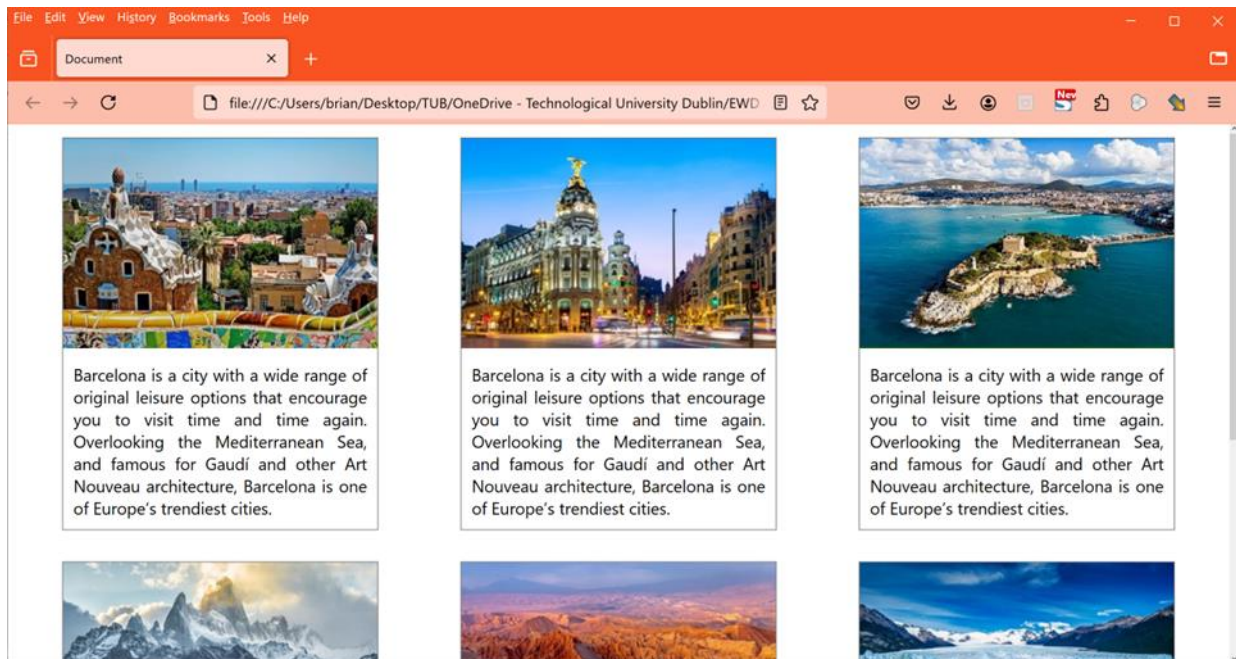 File Edit View History Bookmarks Tools Help
Document
file:///C:/Users/brian/Desktop/TUB/OneDrive - Technological University Dublin/EWD
New
Barcelona is a city with a wide range of
original leisure options that encourage
you to visit time and time again.
Overlooking the Mediterranean Sea,
and famous for Gaudí and other Art
Nouveau architecture, Barcelona is one
of Europe's trendiest cities.
Barcelona is a city with a wide range of
original leisure options that encourage
you to visit time and time again.
Overlooking the Mediterranean Sea,
and famous for Gaudí and other Art
Nouveau architecture, Barcelona is one
of Europe's trendiest cities.
Barcelona is a city with a wide range of
original leisure options that encourage
you to visit time and time again.
Overlooking the Mediterranean Sea,
and famous for Gaudí and other Art
Nouveau architecture, Barcelona is one
of Europe's trendiest cities.